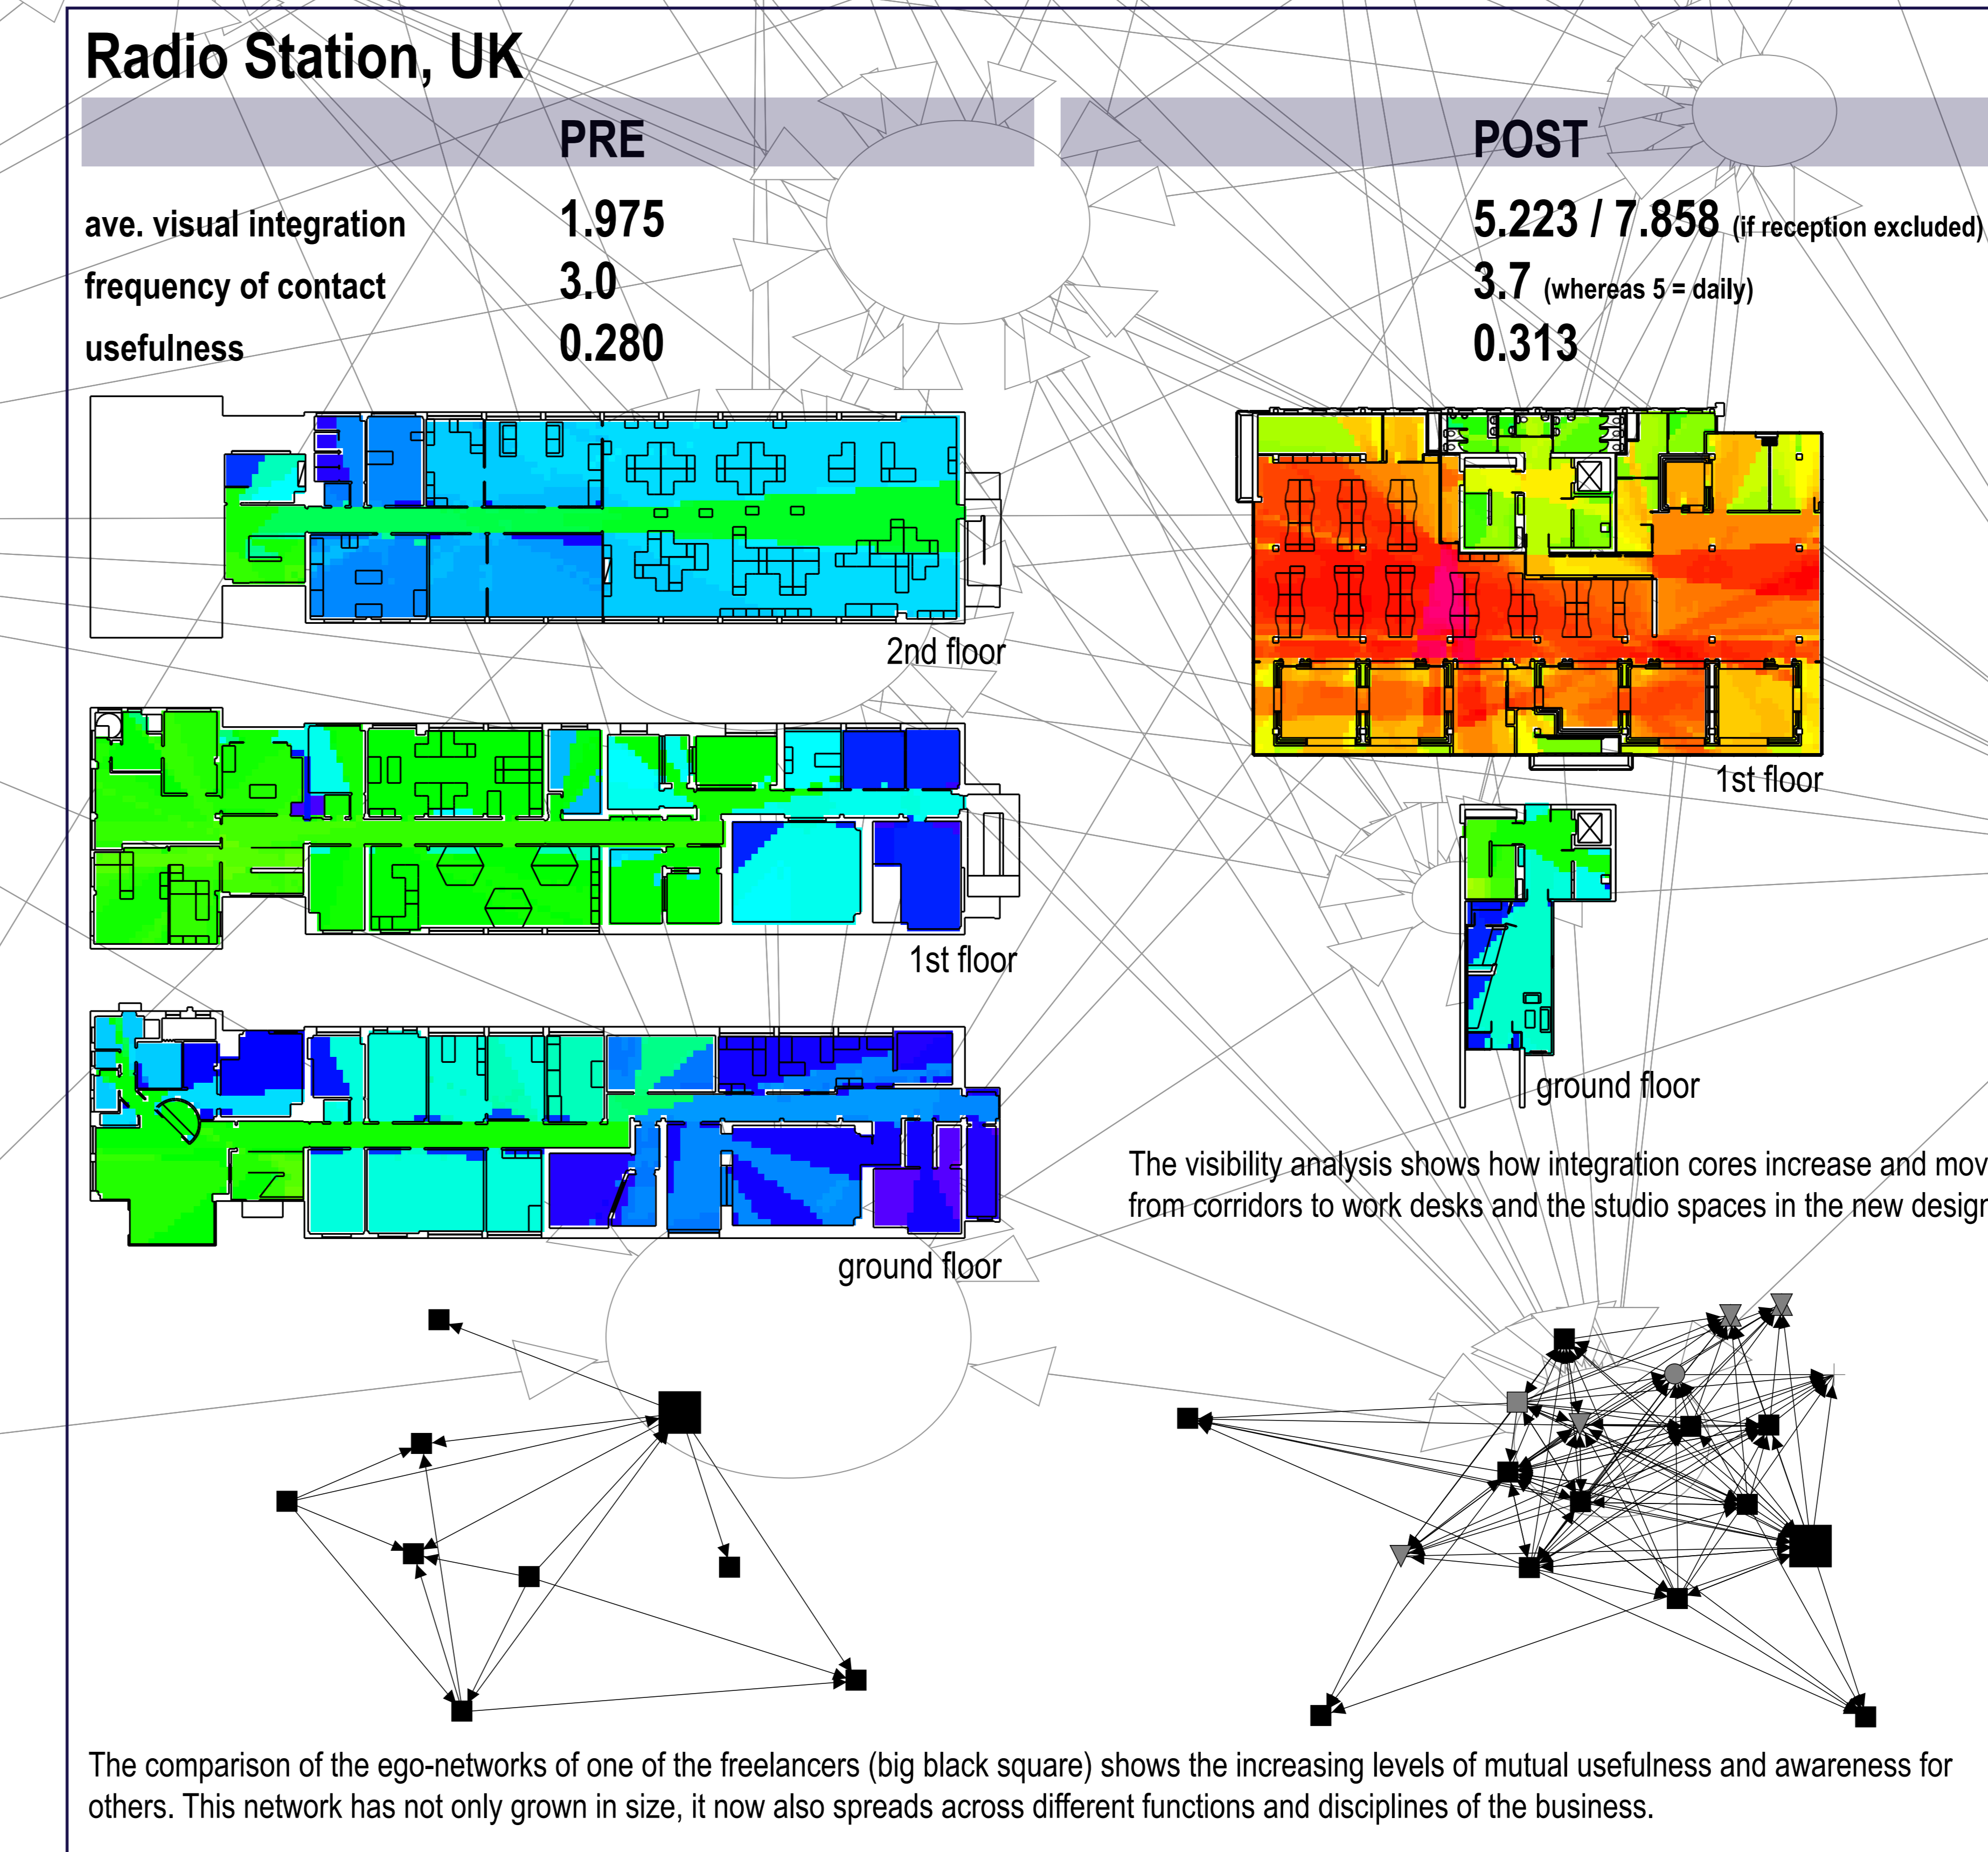 Radio Station, UK
PRE
POST
ave. visual integration 1.975 5.223 / 7.858 (if reception excluded)
frequency of contact 3.0 3.7 (whereas 5 = daily)
usefulness 0.280 0.313
2nd floor
1st floor
1st floor
ground floor
ground floor
The visibility analysis shows how integration cores increase and mov
from corridors to work desks and the studio spaces in the new design
The comparison of the ego-networks of one of the freelancers (big black square) shows the increasing levels of mutual usefulness and awareness for
others. This network has not only grown in size, it now also spreads across different functions and disciplines of the business.